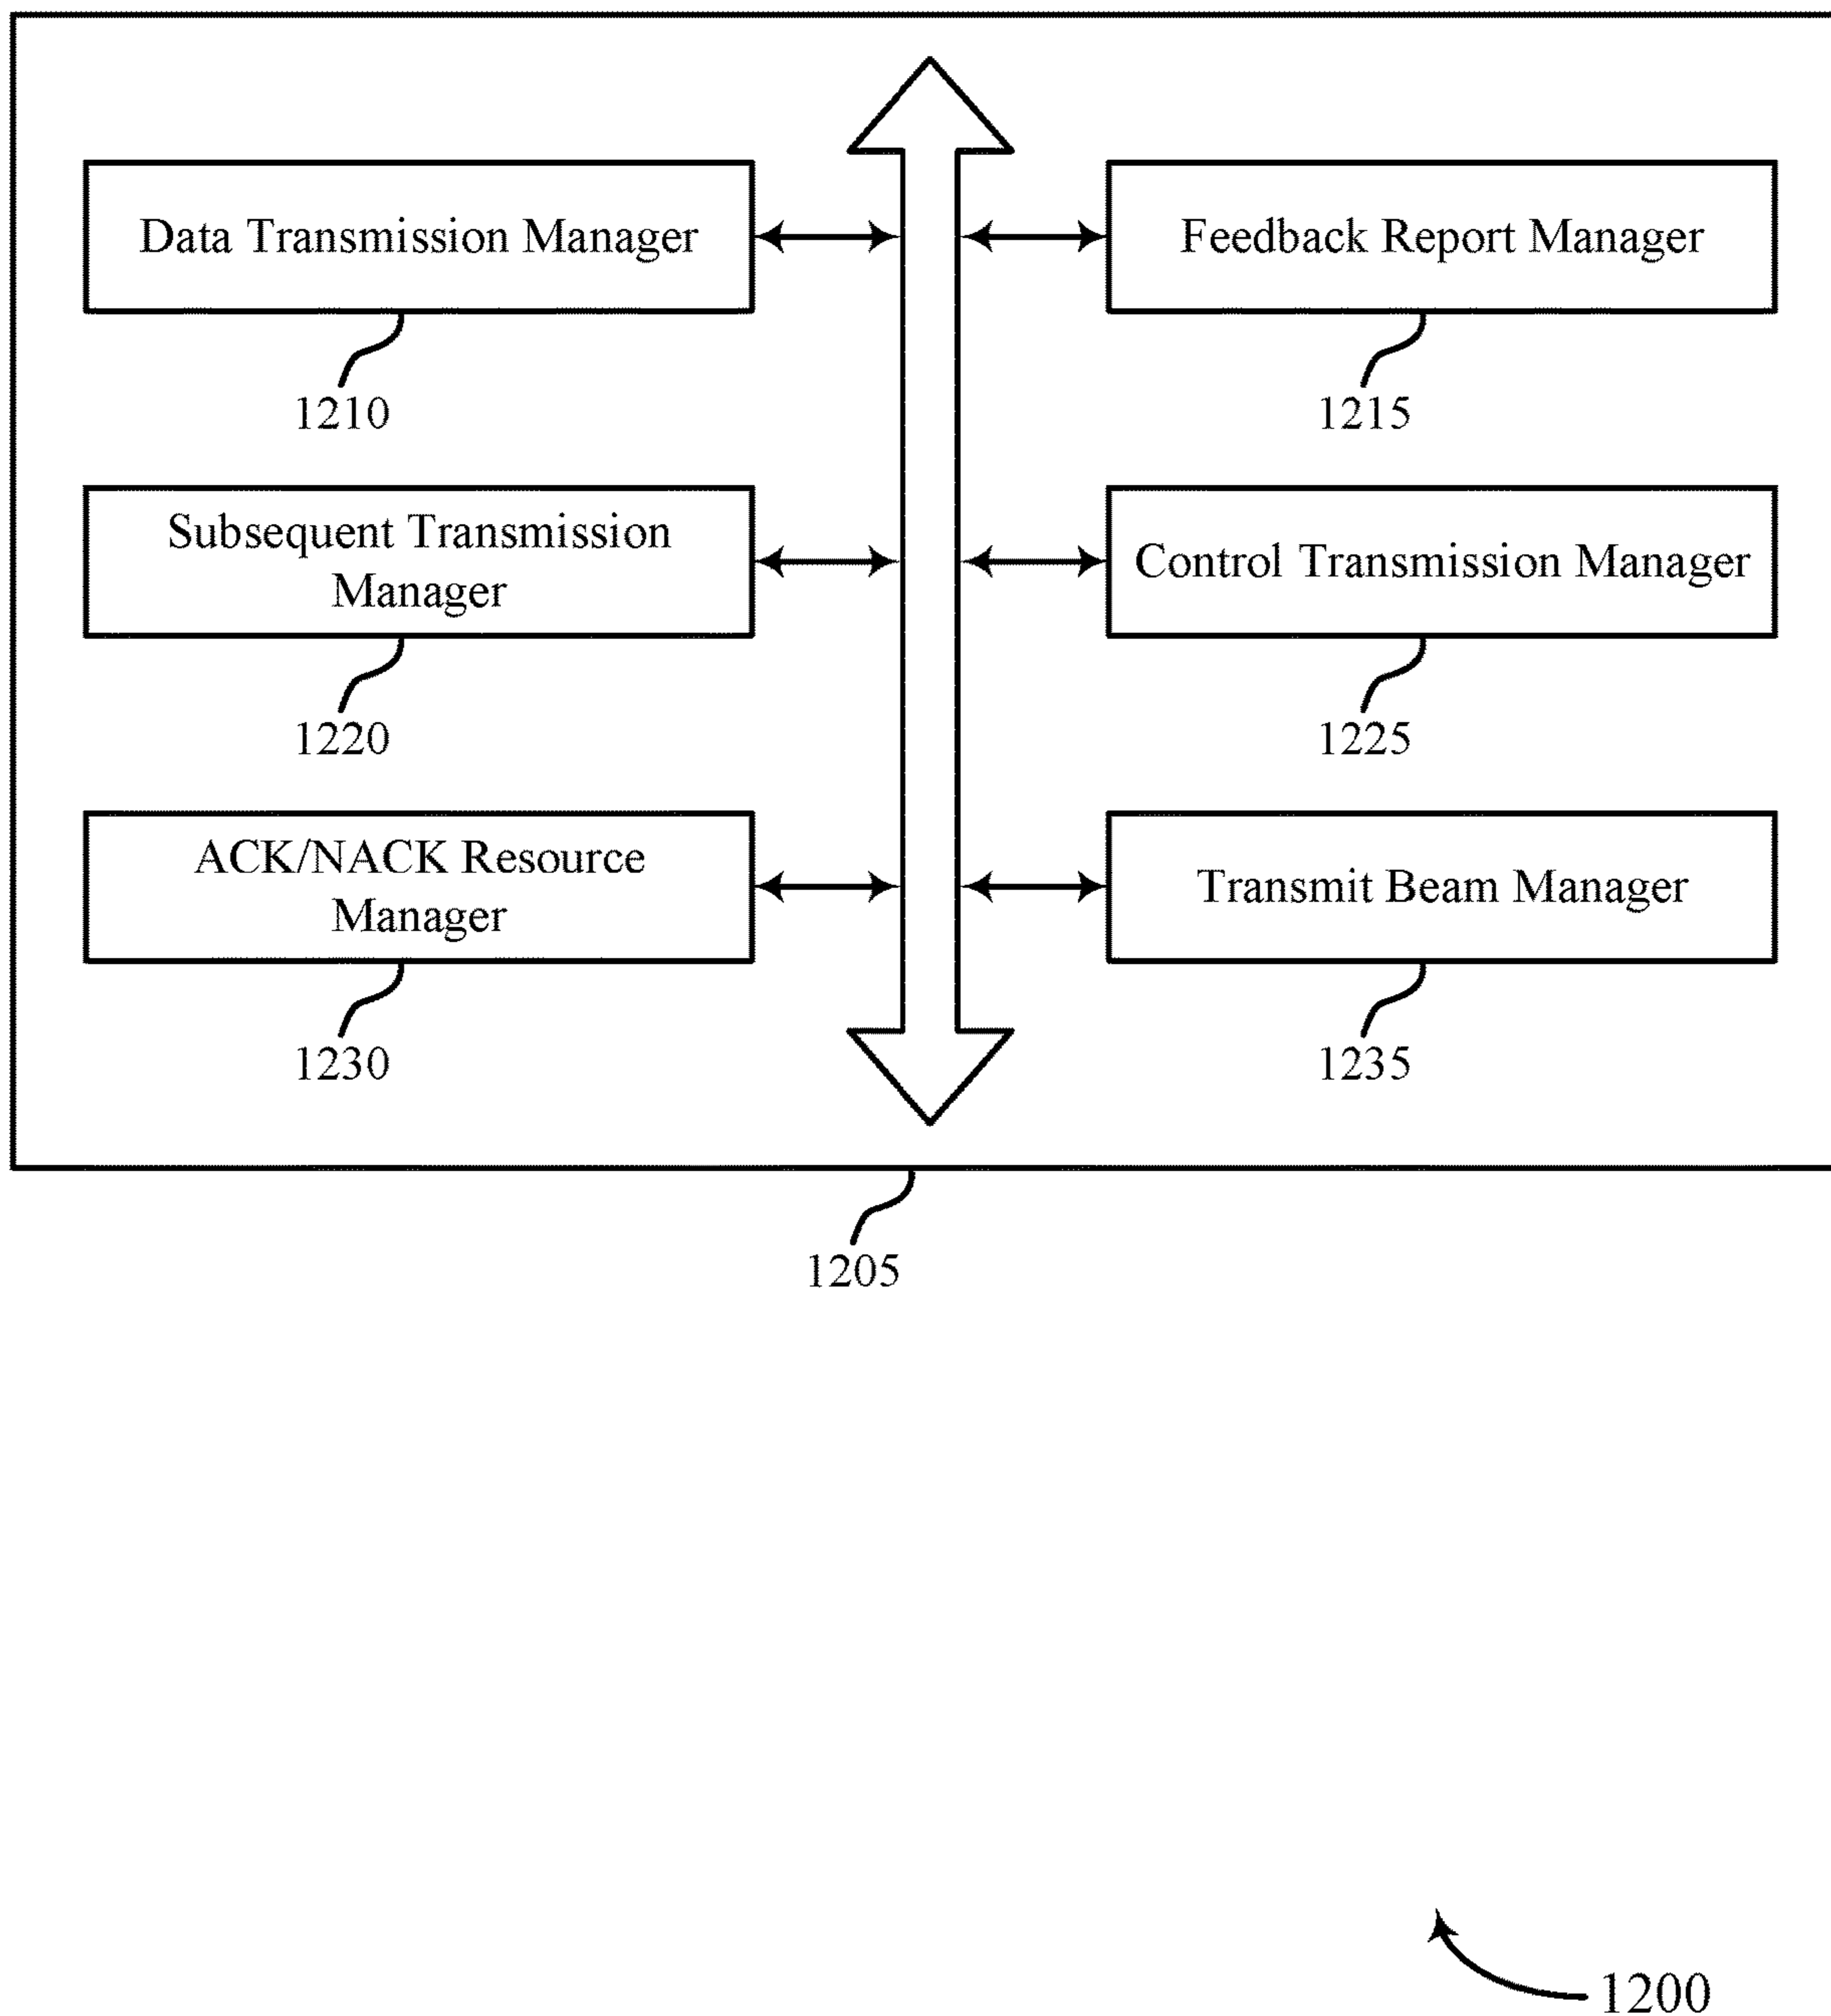 Data Transmission Manager
1210
Feedback Report Manager
1215
Subsequent Transmission
Manager
1220
Control Transmission Manager
1225
ACK/NACK Resource
Manager
1230
Transmit Beam Manager
1235
1205
1200